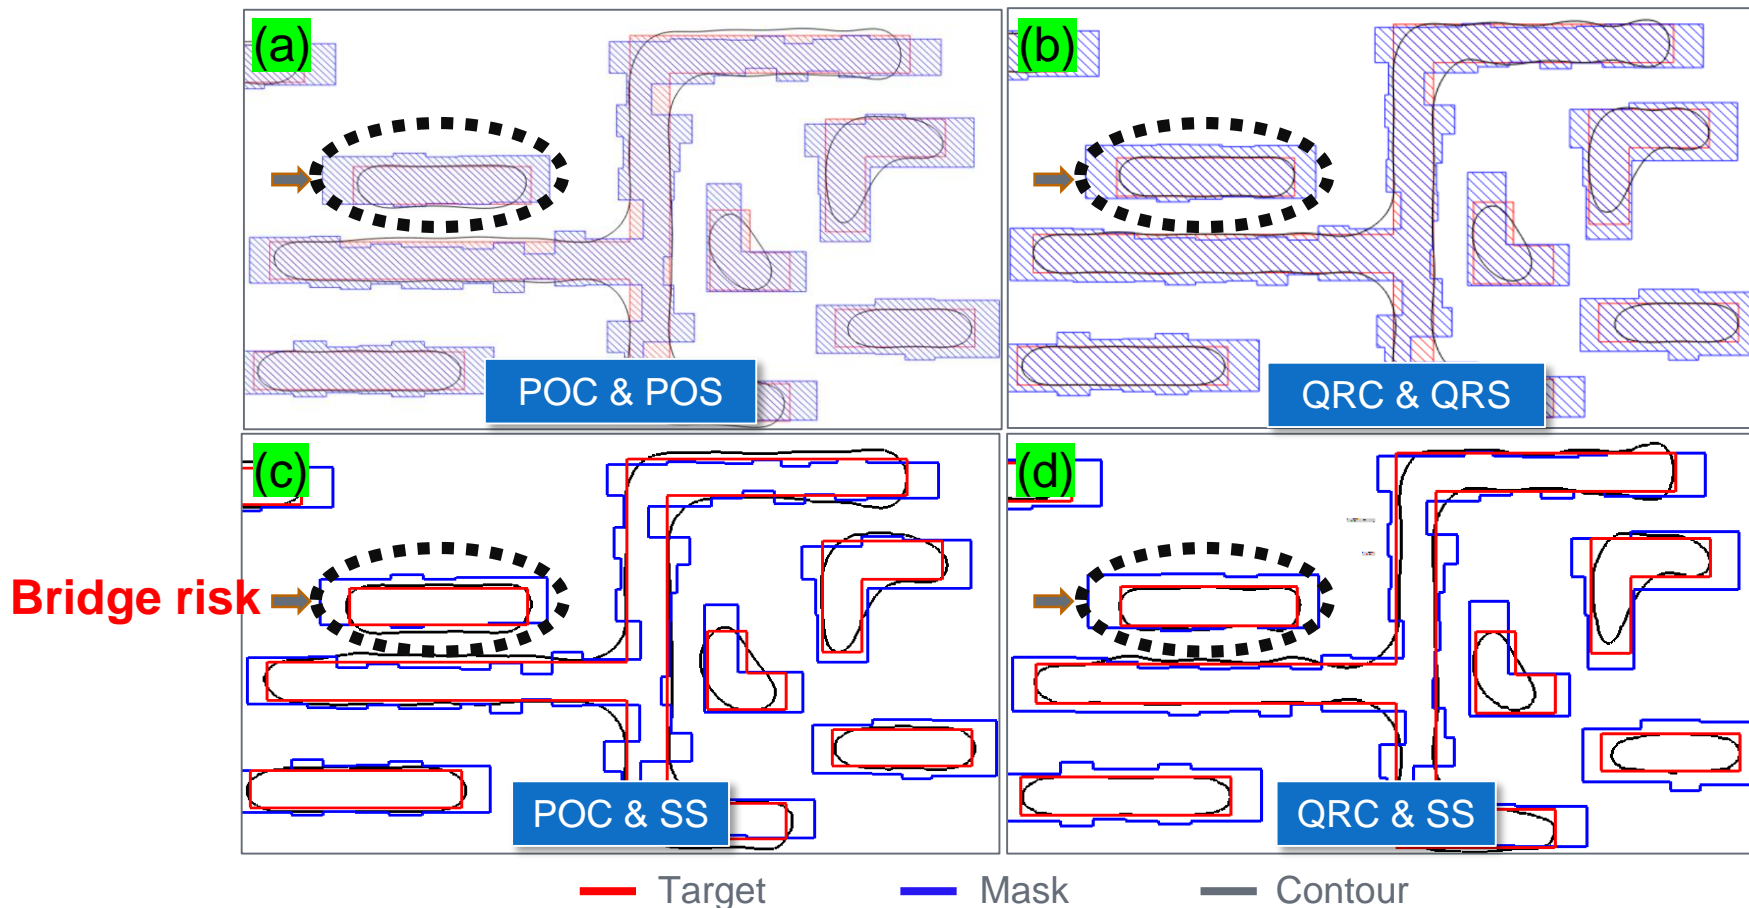 (a)
(b)
POC & POS
QRC & QRS
(c)
(d)
Bridge risk
POC & SS
QRC & SS
Target
Mask
Contour